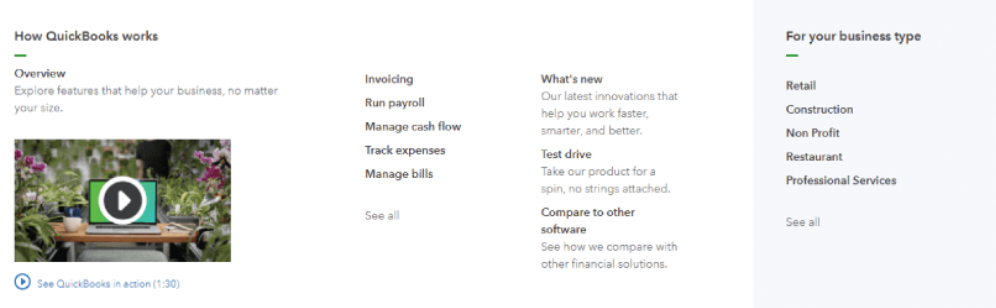 How QuickBooks works
Overview
Explore features that help your business, no matter
your size.
See QuickBooks in action (1:30)
Invoicing
Run payroll
Manage cash flow
Track expenses
Manage bills
See all
What's new
Our latest innovations that
help you work faster,
smarter, and better.
Test drive
Take our product for a
spin, no strings attached.
Compare to other
software
See how we compare with
other financial solutions.
For your business type
Retail
Construction
Non Profit
Restaurant
Professional Services
See all